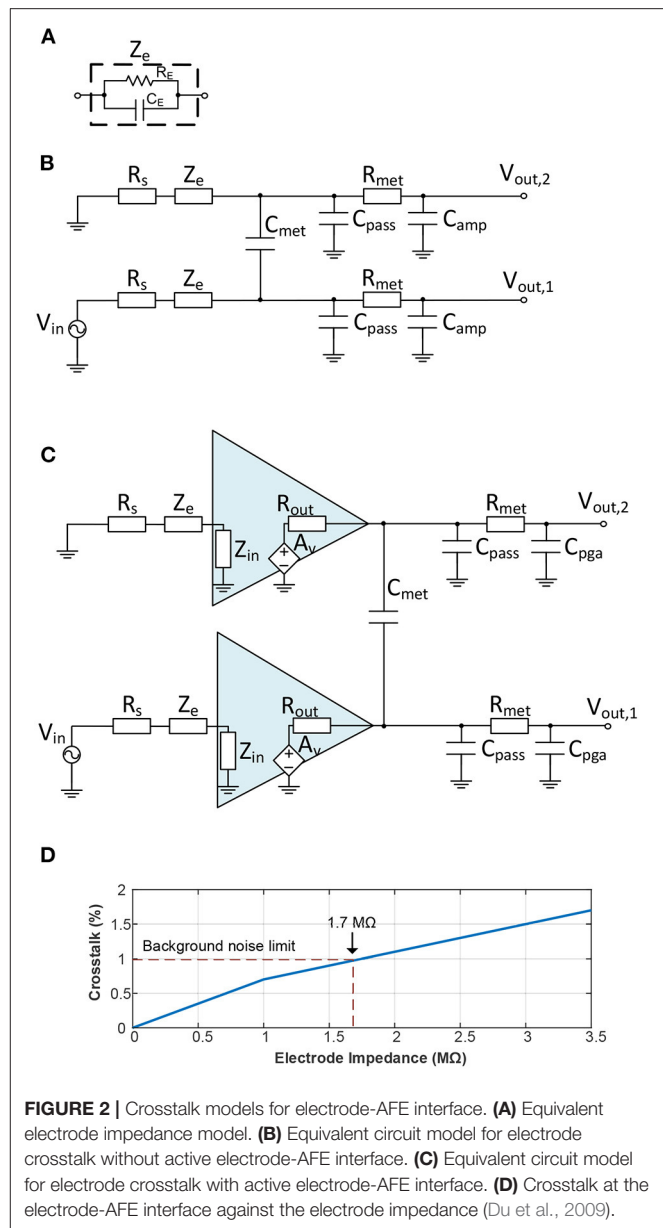 A
Z_e
R_E
C_E
B
R_s Z_e R_met V_out,2
C_met C_pass C_amp
R_s Z_e R_met V_out,1
V_in C_pass C_amp
C
R_s Z_e R_out R_met V_out,2
Z_in A_v C_pass C_pga
C_met
R_s Z_e R_out R_met V_out,1
V_in Z_in A_v C_pass C_pga
D
2
1.5
1
0.5
0
Crosstalk (%)
1.7 MΩ
Background noise limit
0 0.5 1 1.5 2 2.5 3 3.5
Electrode Impedance (MΩ)
FIGURE 2 | Crosstalk models for electrode-AFE interface. (A) Equivalent
electrode impedance model. (B) Equivalent circuit model for electrode
crosstalk without active electrode-AFE interface. (C) Equivalent circuit model
for electrode crosstalk with active electrode-AFE interface. (D) Crosstalk at the
electrode-AFE interface against the electrode impedance (Du et al., 2009).